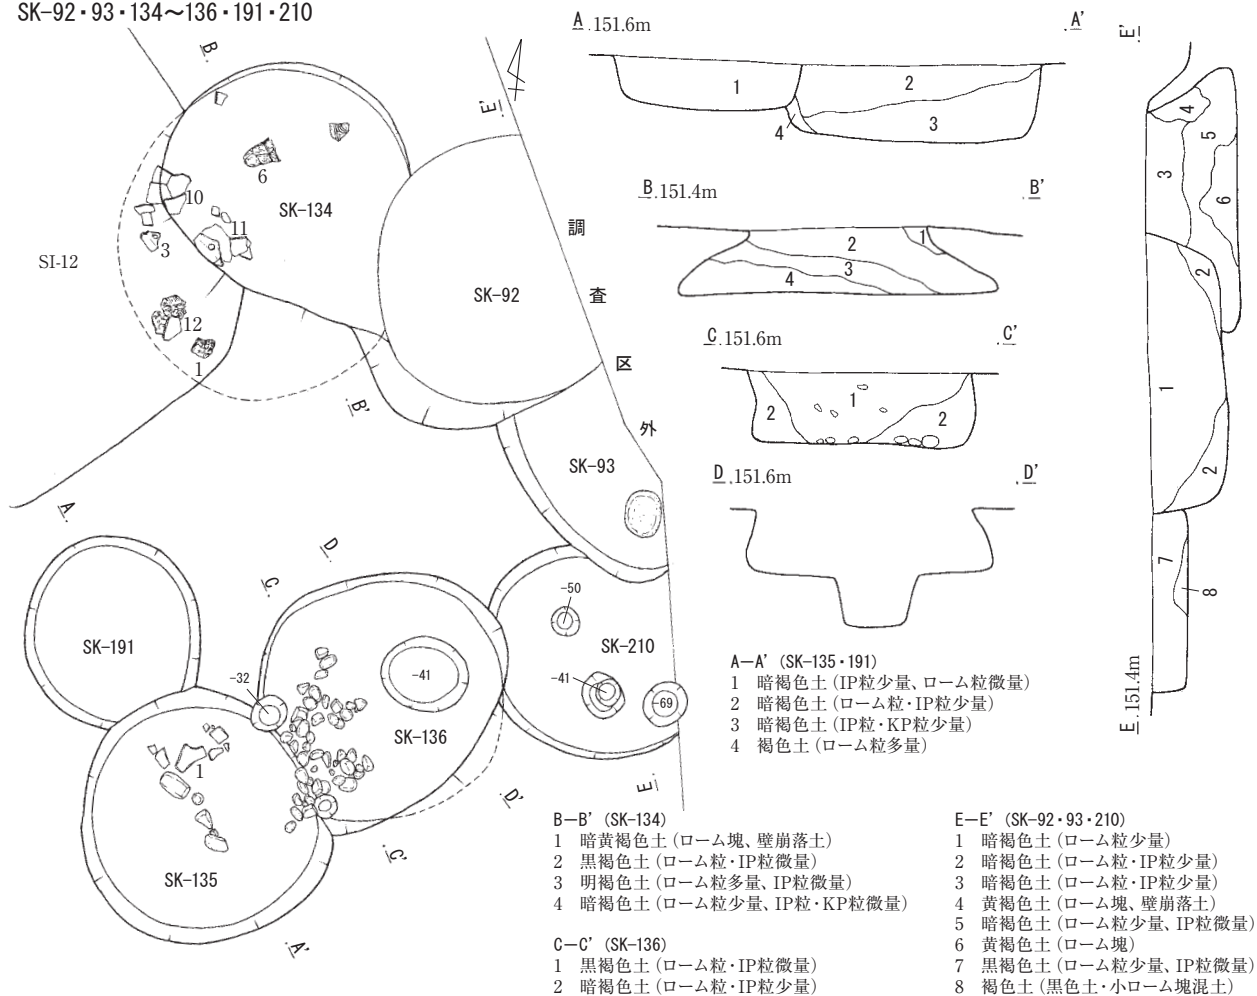 SK-92・93・134～136・191・210
B
E'
SK-134
6
10
11
3
12
1
SI-12
SK-92
調
査
区
外
B'
SK-93
A
D
C
SK-191
-32
-41
SK-136
-50
SK-210
-41
-69
1
SK-135
D'
E
C'
A'
A 151.6m
A'
1
2
3
4
B 151.4m
B'
1
2
3
4
C 151.6m
C'
1
2
2
D 151.6m
D'
E'
4
5
3
6
2
1
2
7
8
E 151.4m
A－A' (SK-135・191)
1 暗褐色土 (IP粒少量、ローム粒微量)
2 暗褐色土 (ローム粒・IP粒少量)
3 暗褐色土 (IP粒・KP粒少量)
4 褐色土 (ローム粒多量)
B－B' (SK-134)
1 暗黄褐色土 (ローム塊、壁崩落土)
2 黒褐色土 (ローム粒・IP粒微量)
3 明褐色土 (ローム粒多量、IP粒微量)
4 暗褐色土 (ローム粒少量、IP粒・KP粒微量)
C－C' (SK-136)
1 黒褐色土 (ローム粒・IP粒微量)
2 暗褐色土 (ローム粒・IP粒少量)
E－E' (SK-92・93・210)
1 暗褐色土 (ローム粒少量)
2 暗褐色土 (ローム粒・IP粒少量)
3 暗褐色土 (ローム粒・IP粒少量)
4 黄褐色土 (ローム塊、壁崩落土)
5 暗褐色土 (ローム粒少量、IP粒微量)
6 黄褐色土 (ローム塊)
7 黒褐色土 (ローム粒少量、IP粒微量)
8 褐色土 (黒色土・小ローム塊混土)